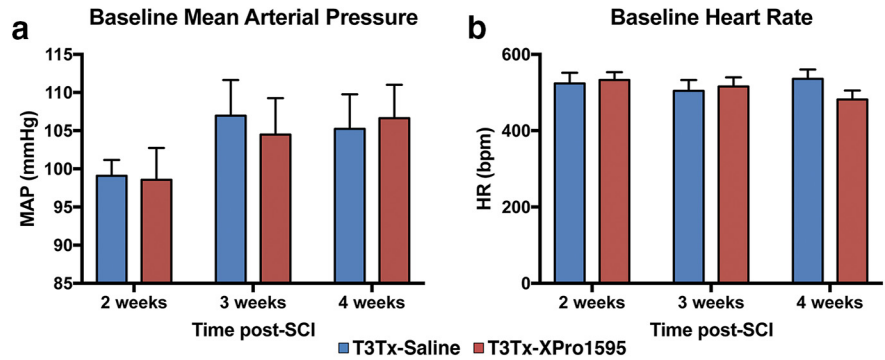 a
Baseline Mean Arterial Pressure
115
110
105
100
95
90
85
MAP (mmHg)
2 weeks 3 weeks 4 weeks
Time post-SCI
b
Baseline Heart Rate
600
400
200
0
HR (bpm)
2 weeks 3 weeks 4 weeks
Time post-SCI
T3Tx-Saline T3Tx-XPro1595